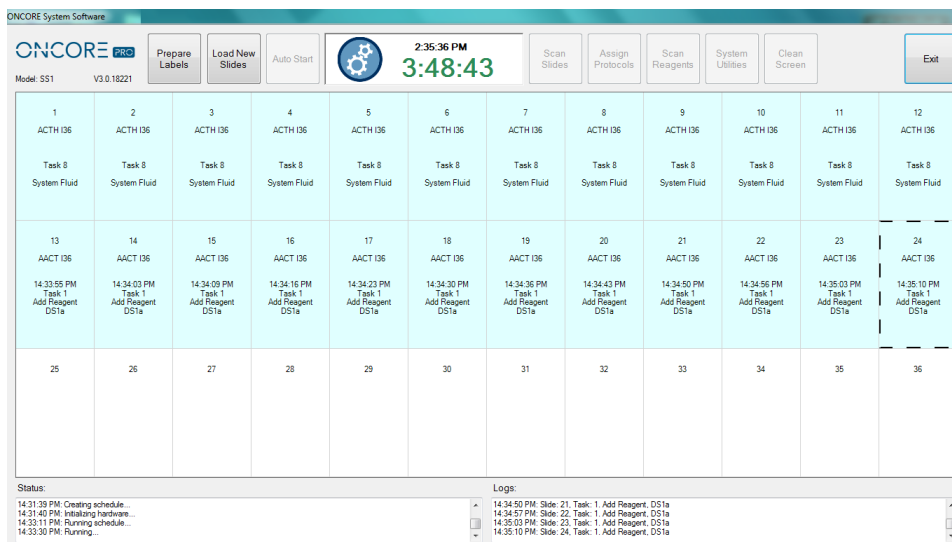 ONCORE System Software
ONCORE PRO
Model: SS1 V3.0.18221
Prepare Labels
Load New Slides
Auto Start
2:35:36 PM
3:48:43
Scan Slides
Assign Protocols
Scan Reagents
System Utilities
Clean Screen
Exit
1 2 3 4 5 6 7 8 9 10 11 12
ACTH I36 ACTH I36 ACTH I36 ACTH I36 ACTH I36 ACTH I36 ACTH I36 ACTH I36 ACTH I36 ACTH I36 ACTH I36 ACTH I36
Task 8 Task 8 Task 8 Task 8 Task 8 Task 8 Task 8 Task 8 Task 8 Task 8 Task 8 Task 8
System Fluid System Fluid System Fluid System Fluid System Fluid System Fluid System Fluid System Fluid System Fluid System Fluid System Fluid System Fluid
13 14 15 16 17 18 19 20 21 22 23 24
AACT I36 AACT I36 AACT I36 AACT I36 AACT I36 AACT I36 AACT I36 AACT I36 AACT I36 AACT I36 AACT I36 AACT I36
14:33:55 PM 14:34:03 PM 14:34:09 PM 14:34:16 PM 14:34:23 PM 14:34:30 PM 14:34:36 PM 14:34:43 PM 14:34:50 PM 14:34:56 PM 14:35:03 PM 14:35:10 PM
Task 1 Task 1 Task 1 Task 1 Task 1 Task 1 Task 1 Task 1 Task 1 Task 1 Task 1 Task 1
Add Reagent Add Reagent Add Reagent Add Reagent Add Reagent Add Reagent Add Reagent Add Reagent Add Reagent Add Reagent Add Reagent Add Reagent
DS1a DS1a DS1a DS1a DS1a DS1a DS1a DS1a DS1a DS1a DS1a DS1a
25 26 27 28 29 30 31 32 33 34 35 36
Status:
14:31:39 PM: Creating schedule...
14:31:40 PM: Initializing hardware...
14:33:11 PM: Running schedule...
14:33:30 PM: Running...
Logs:
14:34:50 PM: Slide: 21, Task: 1. Add Reagent, DS1a
14:34:57 PM: Slide: 22, Task: 1. Add Reagent, DS1a
14:35:03 PM: Slide: 23, Task: 1. Add Reagent, DS1a
14:35:10 PM: Slide: 24, Task: 1. Add Reagent, DS1a